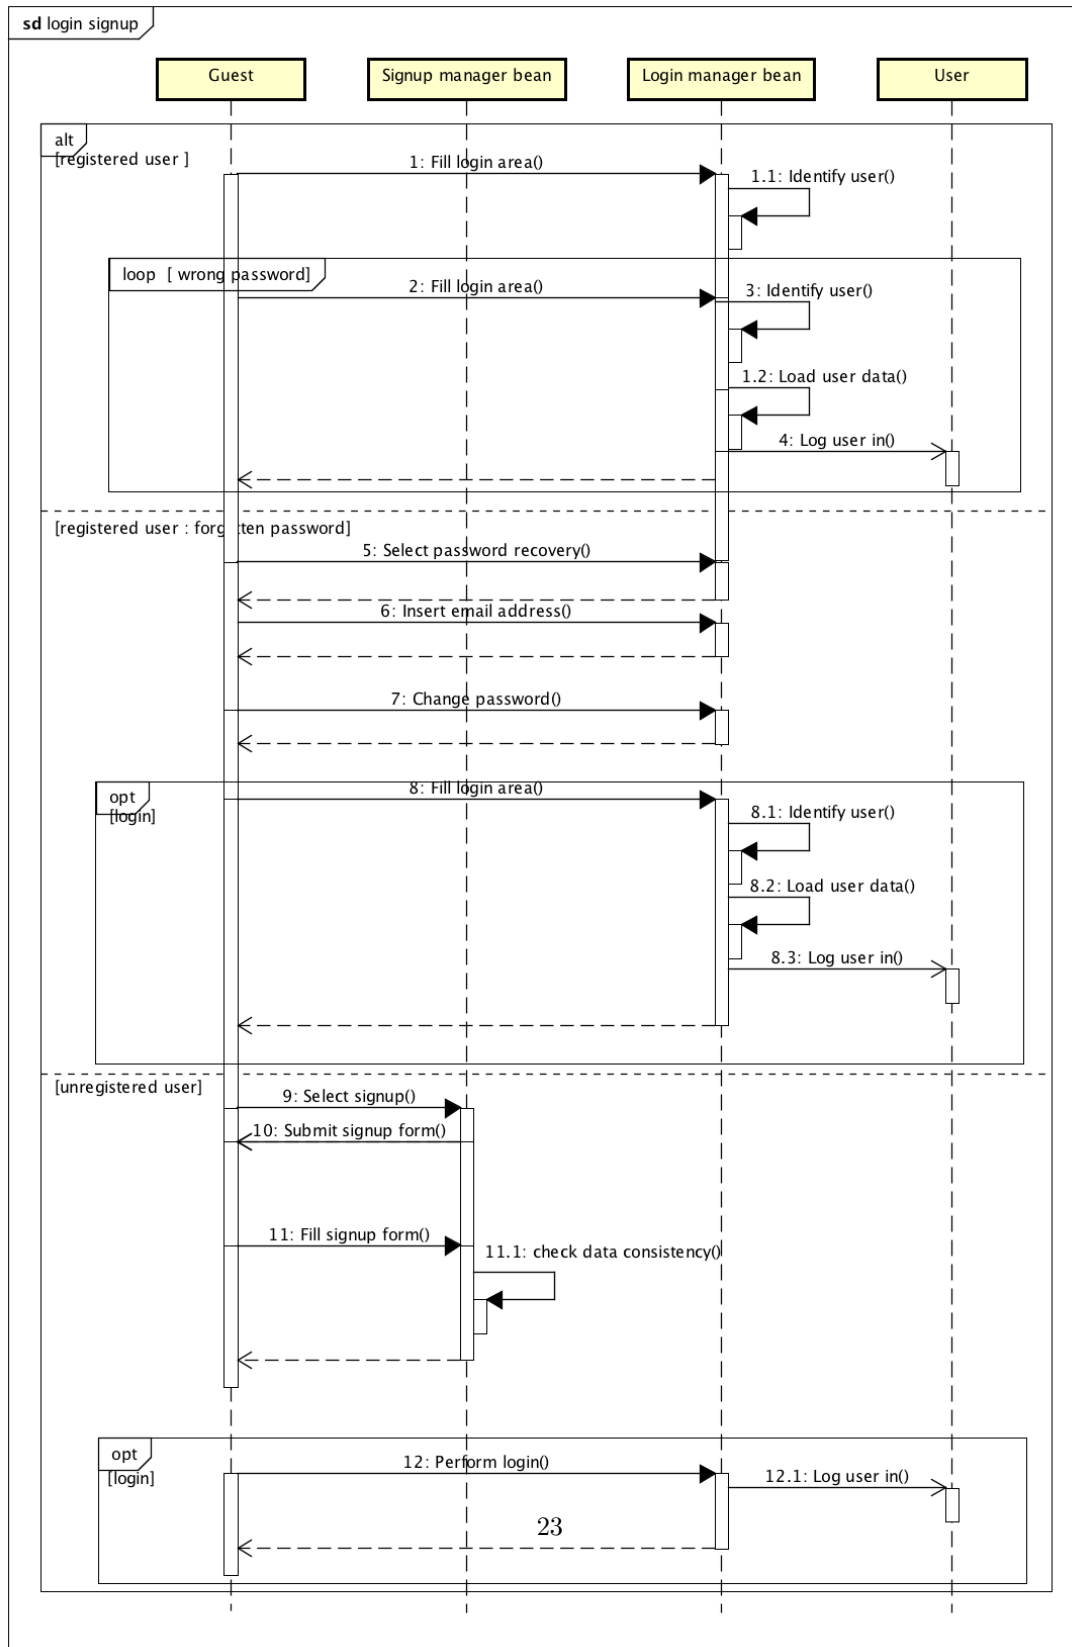 sd login signup
Guest
Signup manager bean
Login manager bean
User
alt
[registered user ]
1: Fill login area()
1.1: Identify user()
loop [ wrong password]
2: Fill login area()
3: Identify user()
1.2: Load user data()
4: Log user in()
[registered user : forgotten password]
5: Select password recovery()
6: Insert email address()
7: Change password()
opt
[login]
8: Fill login area()
8.1: Identify user()
8.2: Load user data()
8.3: Log user in()
[unregistered user]
9: Select signup()
10: Submit signup form()
11: Fill signup form()
11.1: check data consistency()
opt
[login]
12: Perform login()
12.1: Log user in()
23